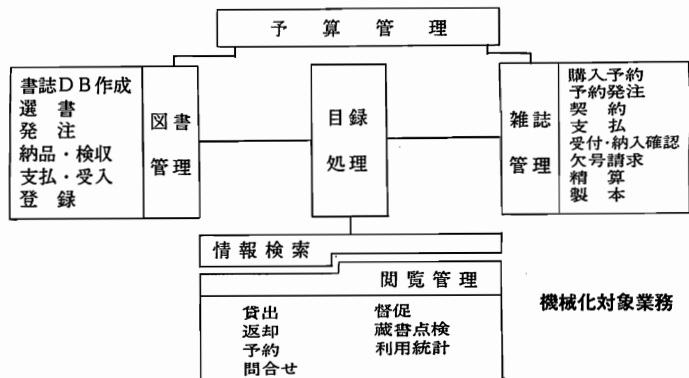 予算管理
書誌DB作成
選書
発注
納品・検収
支払・受入
登録
図書
管理
目録
処理
雑誌
管理
購入予約
予約発注
契約
支払
受付・納入確認
欠号請求
精算
製本
情報検索
閲覧管理
貸出
返却
予約
問合せ
督促
蔵書点検
利用統計
機械化対象業務